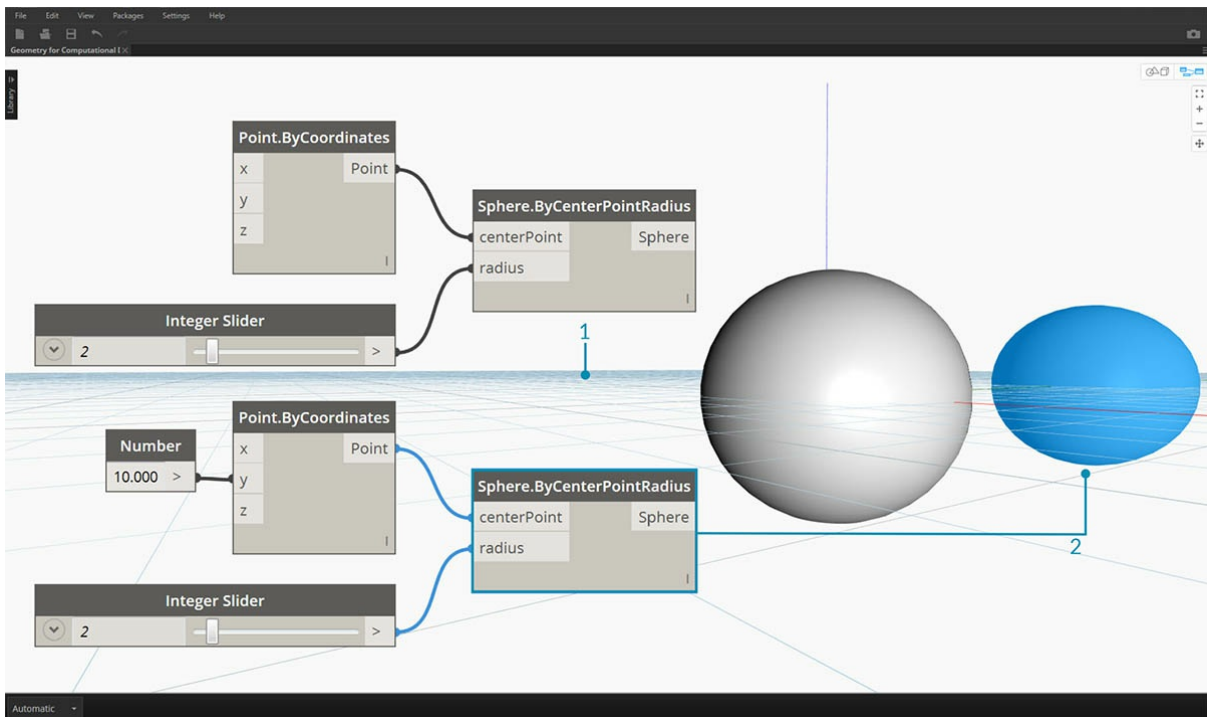 File Edit View Packages Settings Help
Geometry for Computational
Library
Point.ByCoordinates
x Point
y
z
Sphere.ByCenterPointRadius
centerPoint Sphere
radius
Integer Slider
2 >
1
Point.ByCoordinates
x Point
y
z
Number
10.000 >
Sphere.ByCenterPointRadius
centerPoint Sphere
radius
2
Integer Slider
2 >
Automatic